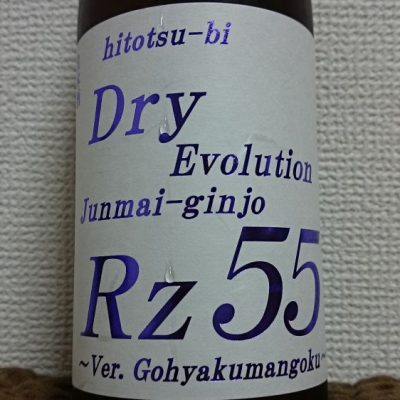 hitotsu-bi
Dry
Evolution
Junmai-ginjo
Rz 55
~Ver. Gohyakumangoku~